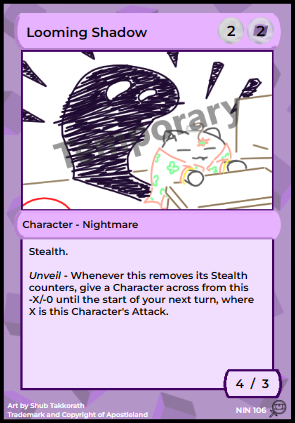 Looming Shadow
2 2
Temporary
Character - Nightmare
Stealth.
Unveil - Whenever this removes its Stealth
counters, give a Character across from this
-X/-0 until the start of your next turn, where
X is this Character's Attack.
4 / 3
Art by Shub Takkorath
Trademark and Copyright of Apostleland
NIN 106